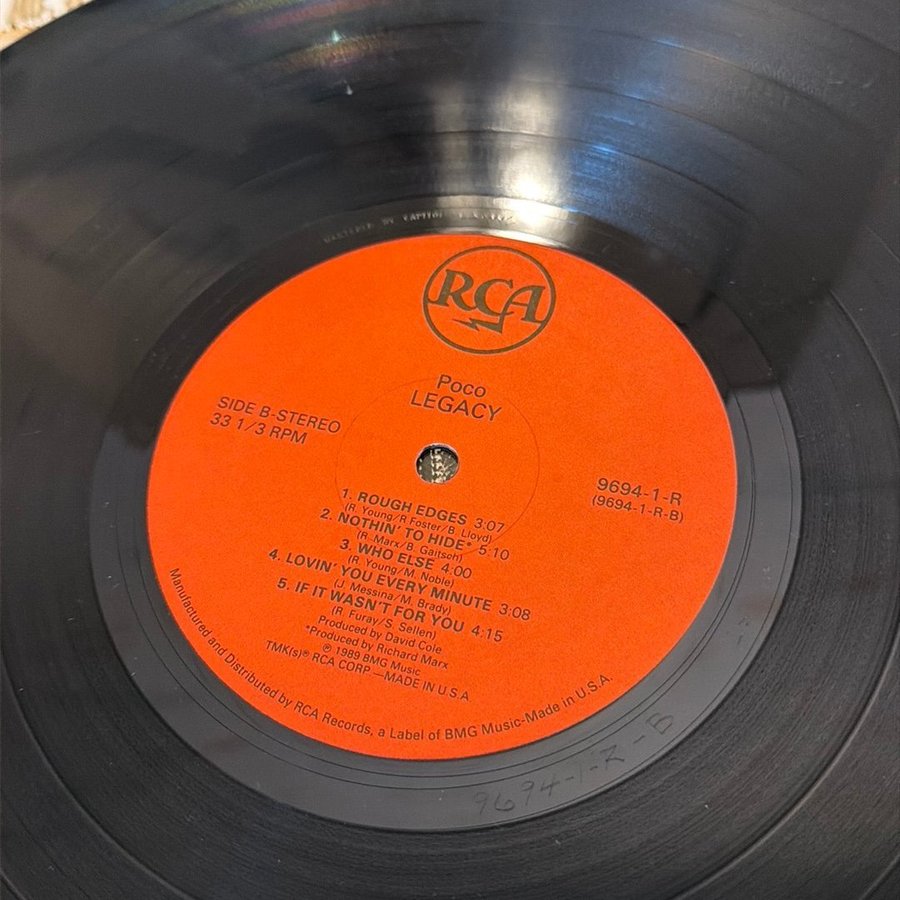 MASTERED BY CAPITOL
RCA
Poco
LEGACY
SIDE B-STEREO
33 1/3 RPM
9694-1-R
(9694-1-R-B)
1. ROUGH EDGES 3:07
(R. Young/R.Foster/B. Lloyd)
2. NOTHIN' TO HIDE* 5:10
(R. Marx/B. Gaitsch)
3. WHO ELSE 4:00
(R. Young/M. Noble)
4. LOVIN' YOU EVERY MINUTE 3:08
(J. Messina/M. Brady)
5. IF IT WASN'T FOR YOU 4:15
(R. Furay/S. Sellen)
Produced by David Cole
*Produced by Richard Marx
℗ 1989 BMG Music
TMK(s)® RCA CORP.—MADE IN U.S.A
Manufactured and Distributed by RCA Records, a Label of BMG Music-Made in U.S.A.
9694-1-R-B